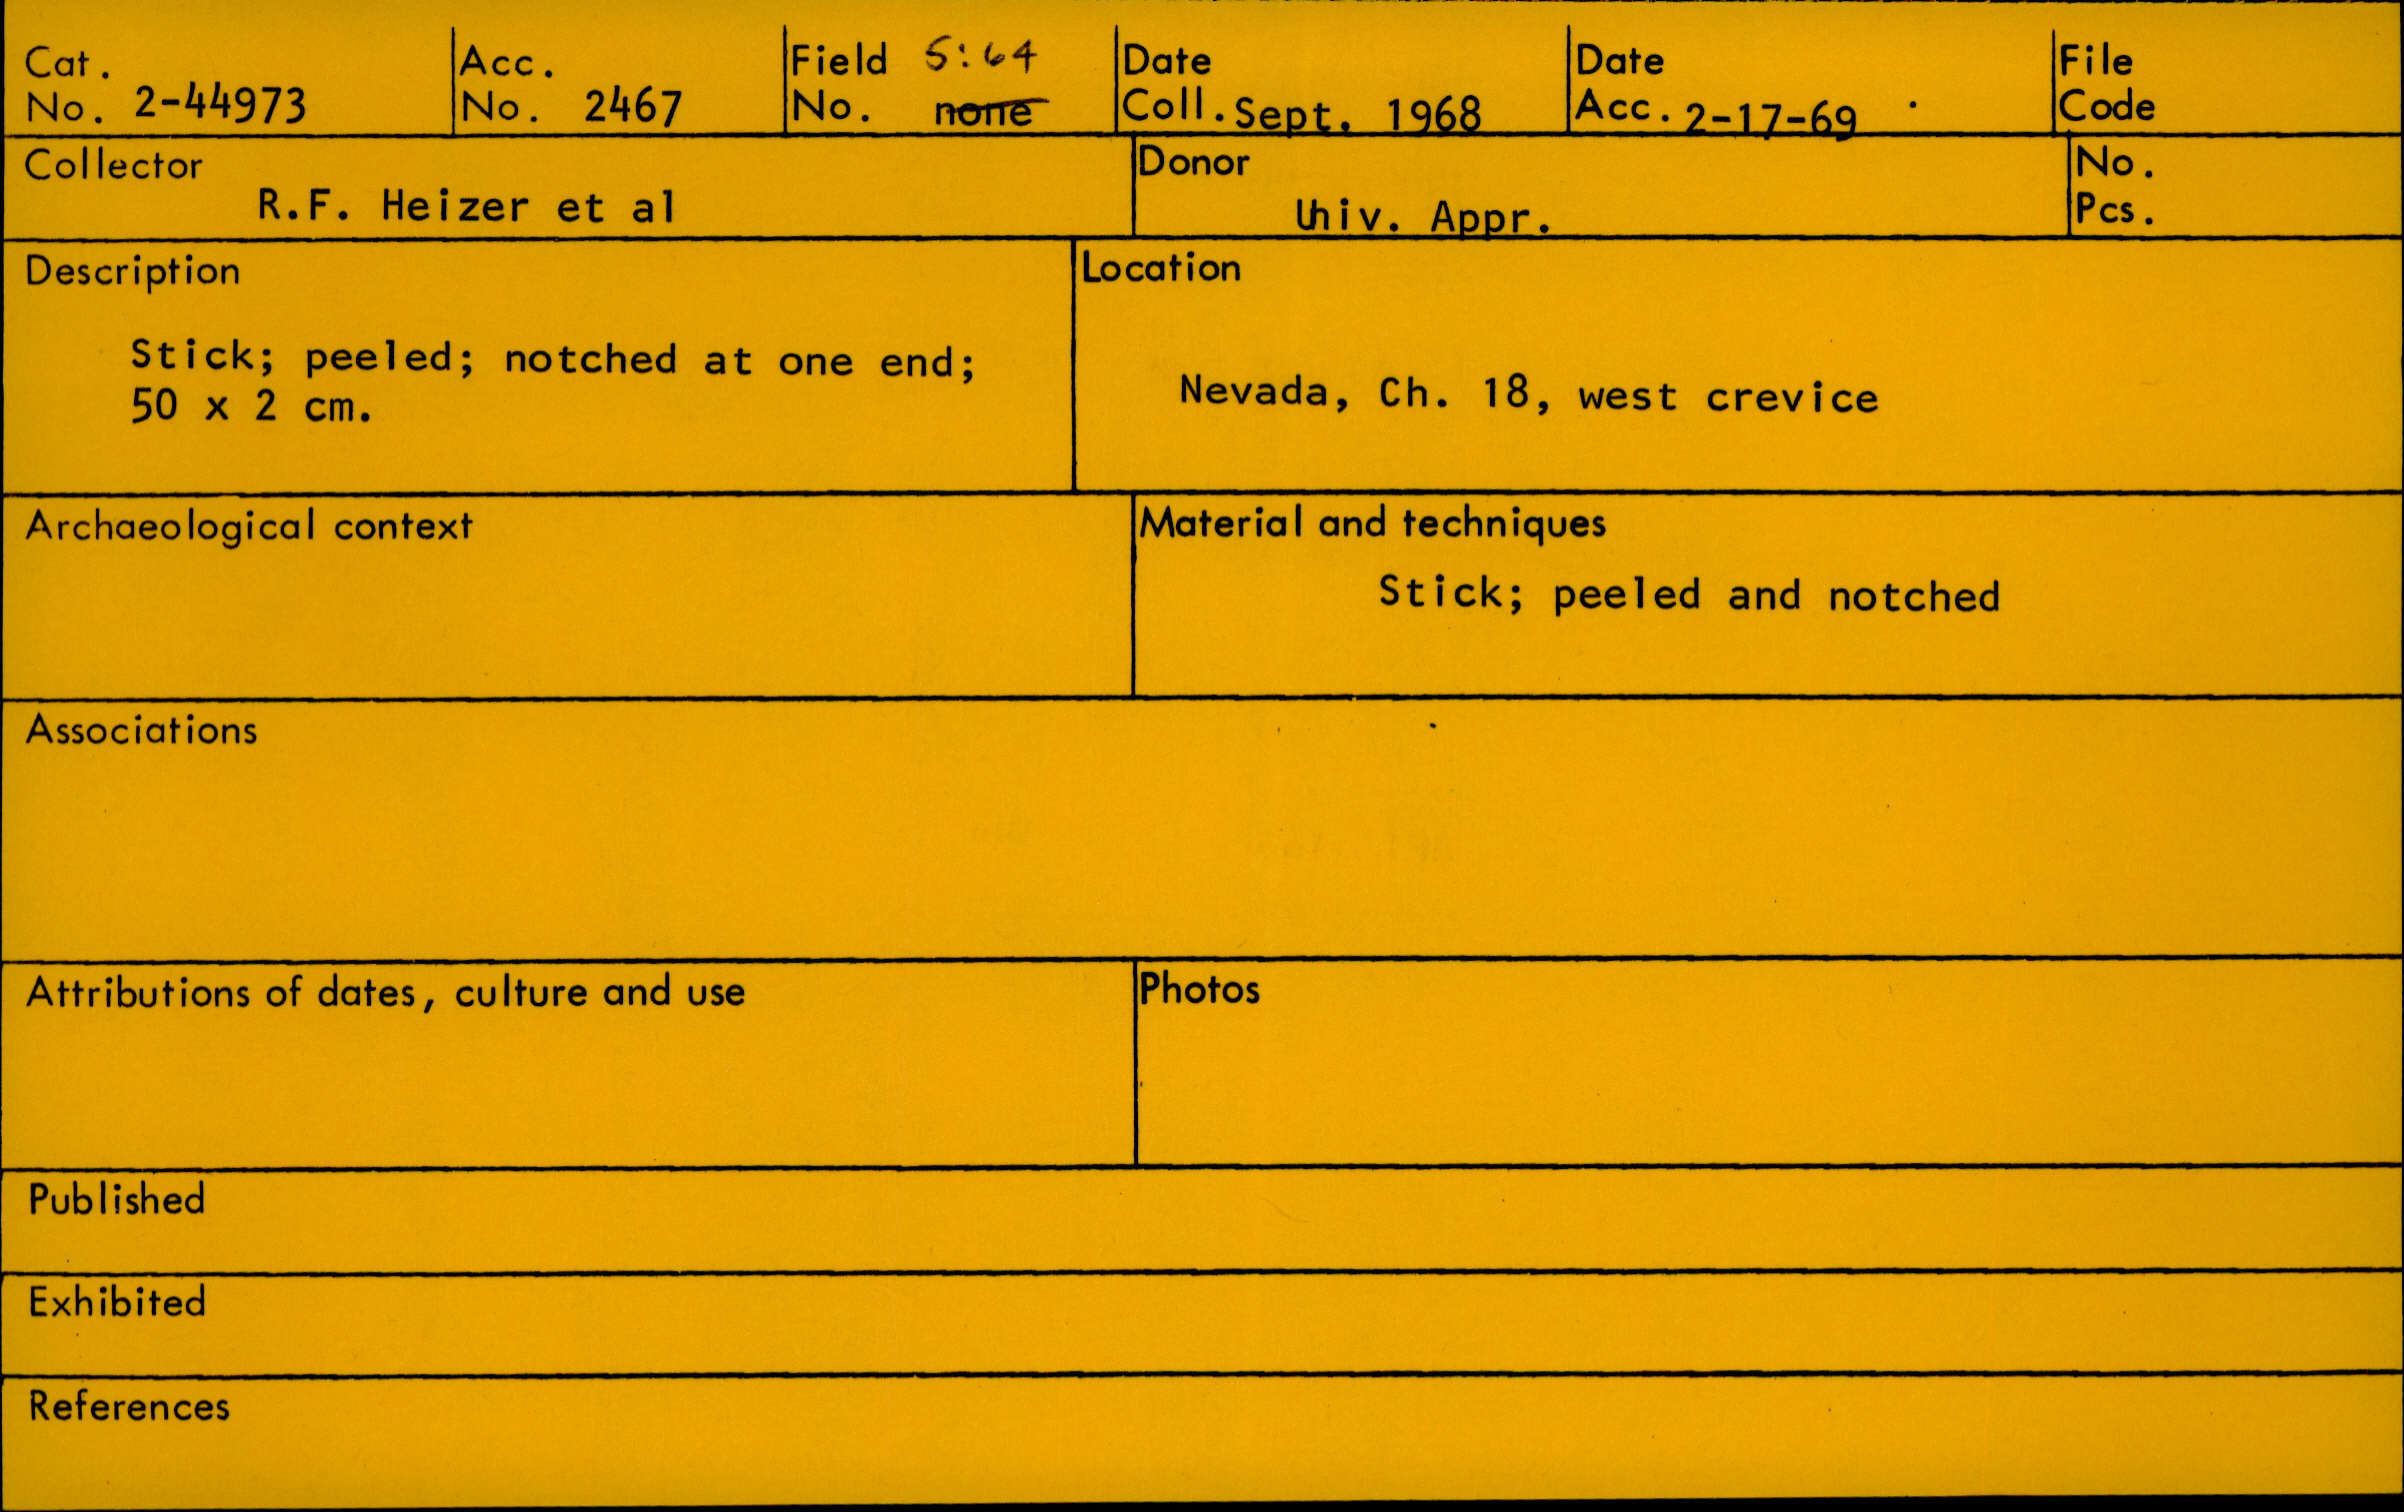 Cat. No. 2-44973
Acc. No. 2467
Field No. 5:64 none
Date Coll. Sept. 1968
Date Acc. 2-17-69
File Code
Collector
R.F. Heizer et al
Donor
Univ. Appr.
No. Pcs.
Description
Stick; peeled; notched at one end;
50 x 2 cm.
Location
Nevada, Ch. 18, west crevice
Archaeological context
Material and techniques
Stick; peeled and notched
Associations
Attributions of dates, culture and use
Photos
Published
Exhibited
References